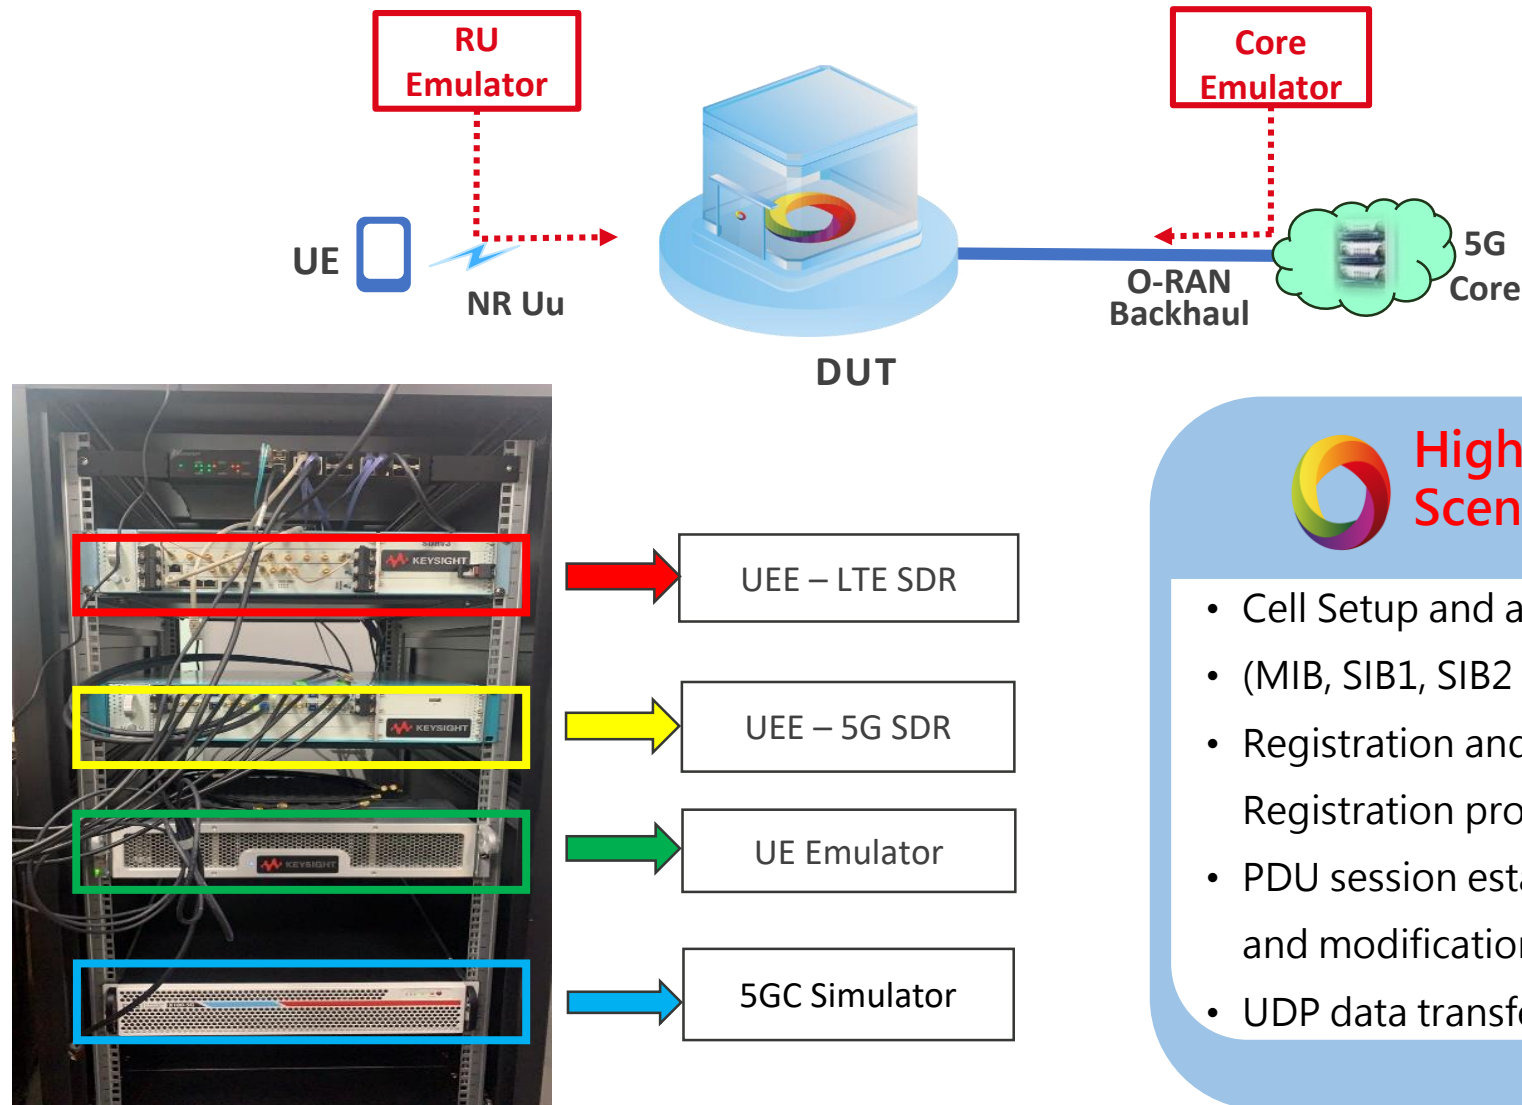 RU
Emulator
Core
Emulator
UE
NR Uu
DUT
O-RAN
Backhaul
5G
Core
KEYSIGHT
KEYSIGHT
KEYSIGHT
UEE – LTE SDR
UEE – 5G SDR
UE Emulator
5GC Simulator
High
Scen
• Cell Setup and a
• (MIB, SIB1, SIB2
• Registration and
Registration pro
• PDU session esta
and modification
• UDP data transfe